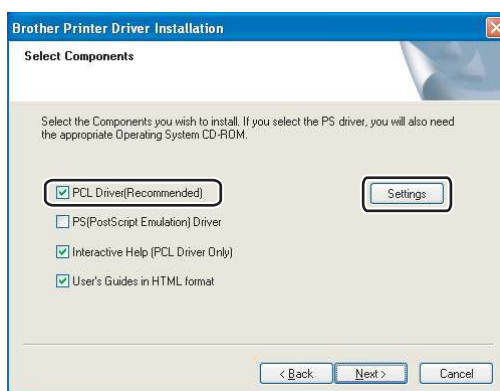 Brother Printer Driver Installation
Select Components
Select the Components you wish to install. If you select the PS driver, you will also need
the appropriate Operating System CD-ROM.
PCL Driver(Recommended)
Settings
PS(PostScript Emulation) Driver
Interactive Help (PCL Driver Only)
User's Guides in HTML format
< Back
Next >
Cancel